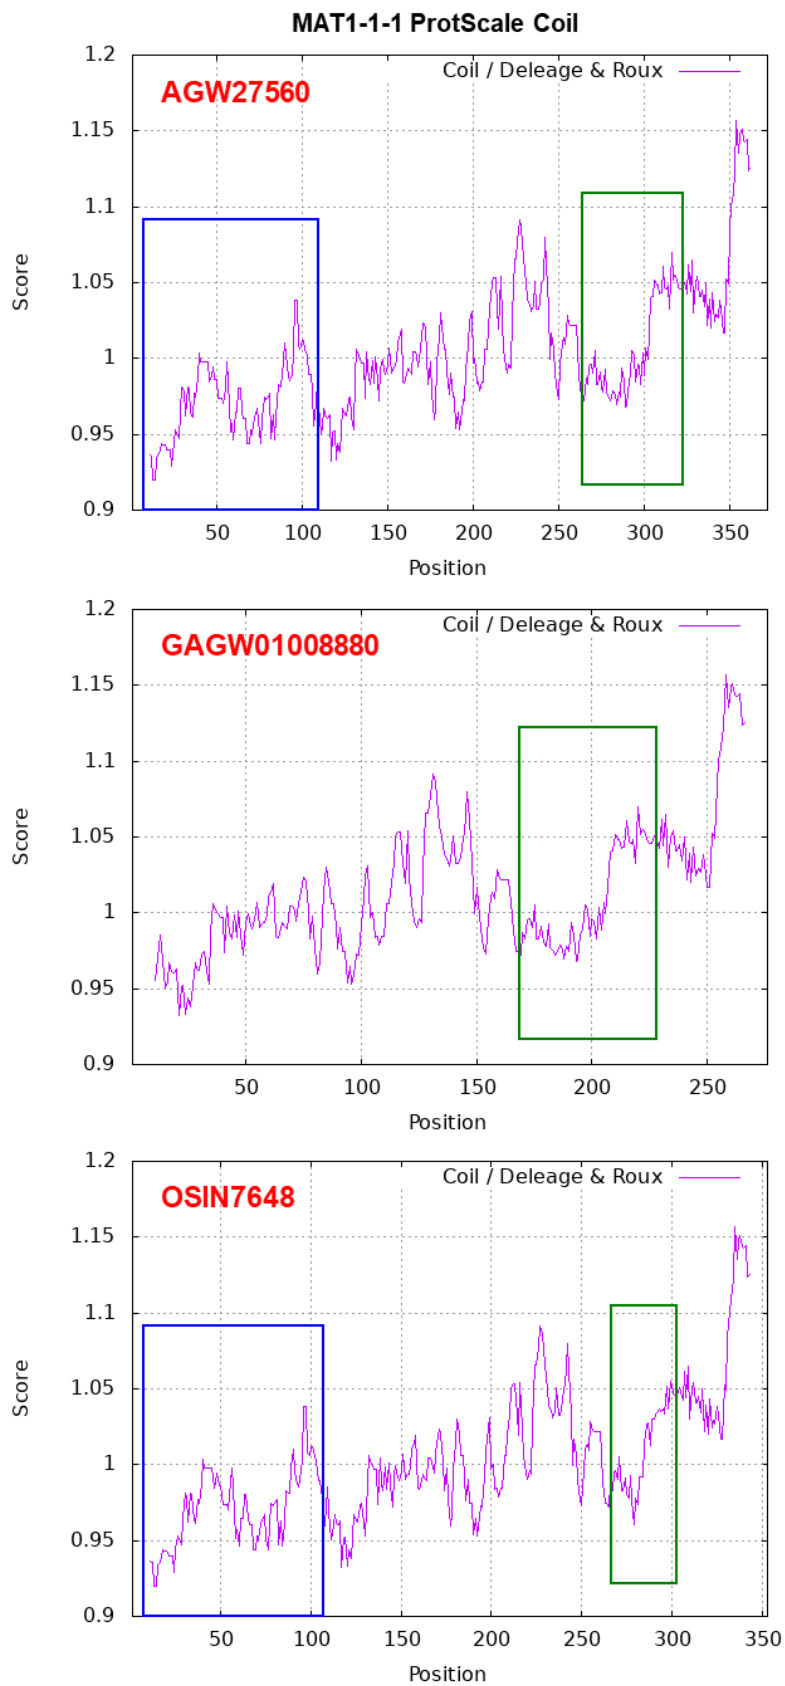 MAT1-1-1 ProtScale Coil
1.2
Coil / Deleage & Roux
AGW27560
1.15
1.1
1.05
Score
1
0.95
0.9
50 100 150 200 250 300 350
Position
1.2
Coil / Deleage & Roux
GAGW01008880
1.15
1.1
1.05
Score
1
0.95
0.9
50 100 150 200 250
Position
1.2
Coil / Deleage & Roux
OSIN7648
1.15
1.1
1.05
Score
1
0.95
0.9
50 100 150 200 250 300 350
Position